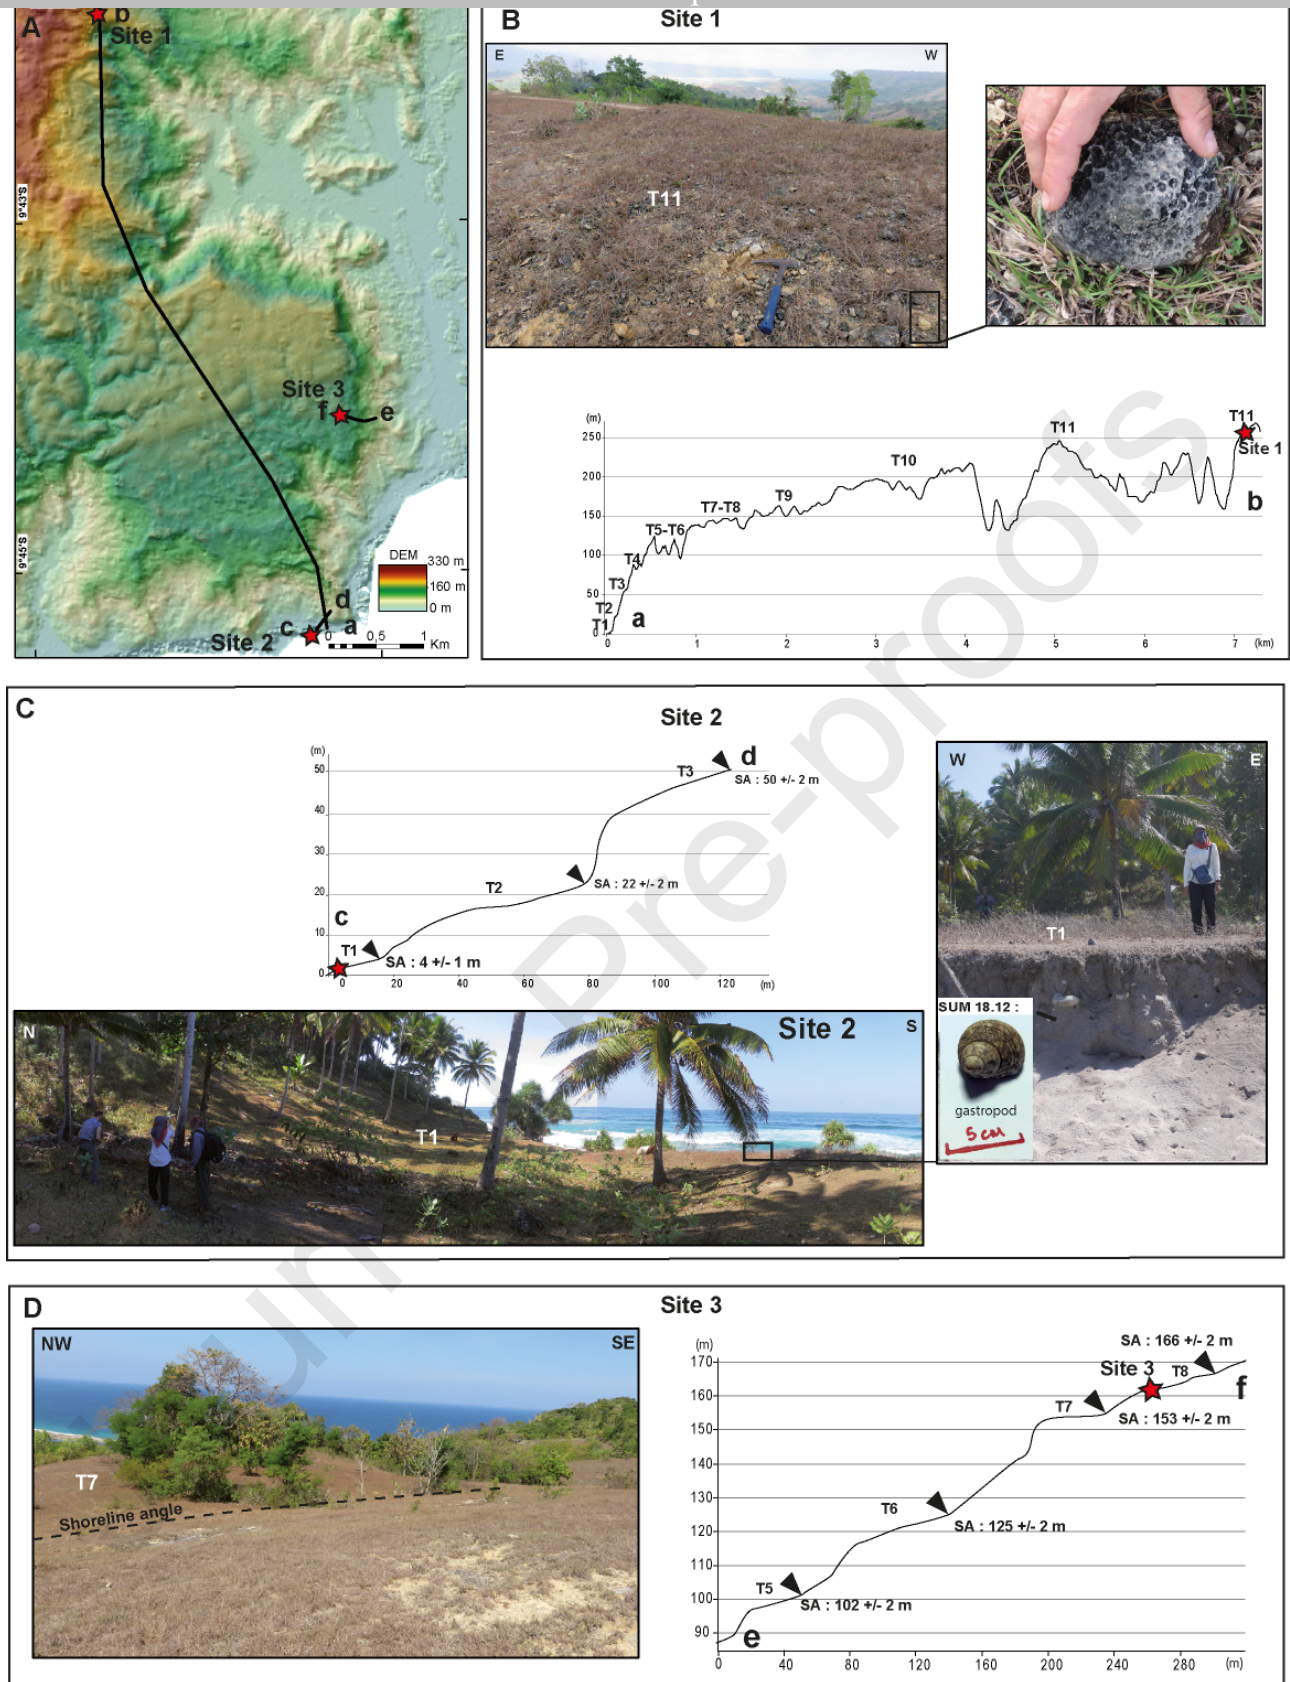 A
b
Site 1
9°43'S
Site 3
f
e
9°45'S
DEM
330 m
160 m
0 m
d
c
a
Site 2
0
0,5
1
Km
B
Site 1
E
W
T11
(m)
250
200
150
100
50
0
T1
T2
T3
T4
T5-T6
T7-T8
T9
T10
T11
T11
Site 1
a
b
0
1
2
3
4
5
6
7
(km)
C
Site 2
(m)
50
40
30
20
10
0
c
T1
SA : 4 +/- 1 m
T2
SA : 22 +/- 2 m
T3
d
SA : 50 +/- 2 m
0
20
40
60
80
100
120
(m)
W
E
T1
SUM 18.12 :
gastropod
5 cm
N
Site 2
S
T1
D
Site 3
NW
SE
T7
Shoreline angle
(m)
170
160
150
140
130
120
110
100
90
e
T5
SA : 102 +/- 2 m
T6
SA : 125 +/- 2 m
T7
SA : 153 +/- 2 m
Site 3
T8
SA : 166 +/- 2 m
f
0
40
80
120
160
200
240
280
(m)
Pre-proofs